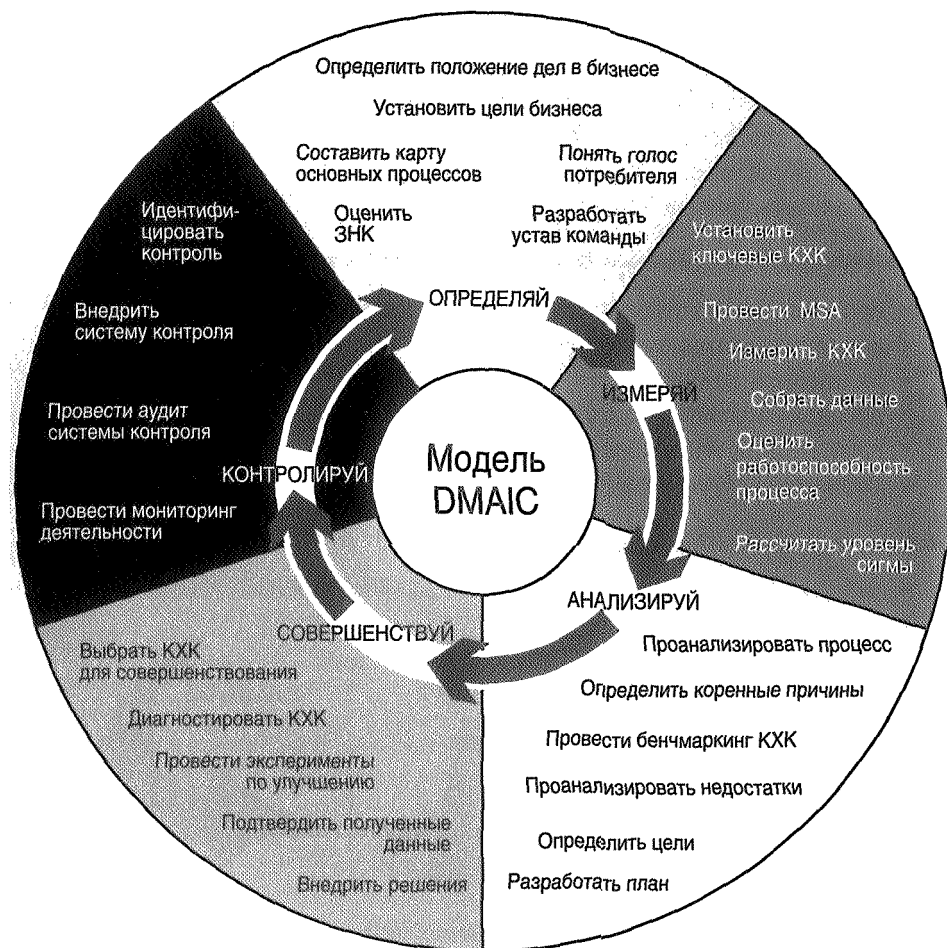 Определить положение дел в бизнесе
Установить цели бизнеса
Составить карту
основных процессов
Понять голос
потребителя
Оценить
ЗНК
Разработать
устав команды
ОПРЕДЕЛЯЙ
Установить
ключевые КХК
Провести MSA
Измерить КХК
Собрать данные
Оценить
работоспособность
процесса
Рассчитать уровень
сигмы
ИЗМЕРЯЙ
АНАЛИЗИРУЙ
Проанализировать процесс
Определить коренные причины
Провести бенчмаркинг КХК
Проанализировать недостатки
Определить цели
Разработать план
СОВЕРШЕНСТВУЙ
Выбрать КХК
для совершенствования
Диагностировать КХК
Провести эксперименты
по улучшению
Подтвердить полученные
данные
Внедрить решения
Идентифи-
цировать
контроль
Внедрить
систему контроля
Провести аудит
системы контроля
КОНТРОЛИРУЙ
Провести мониторинг
деятельности
Модель
DMAIC